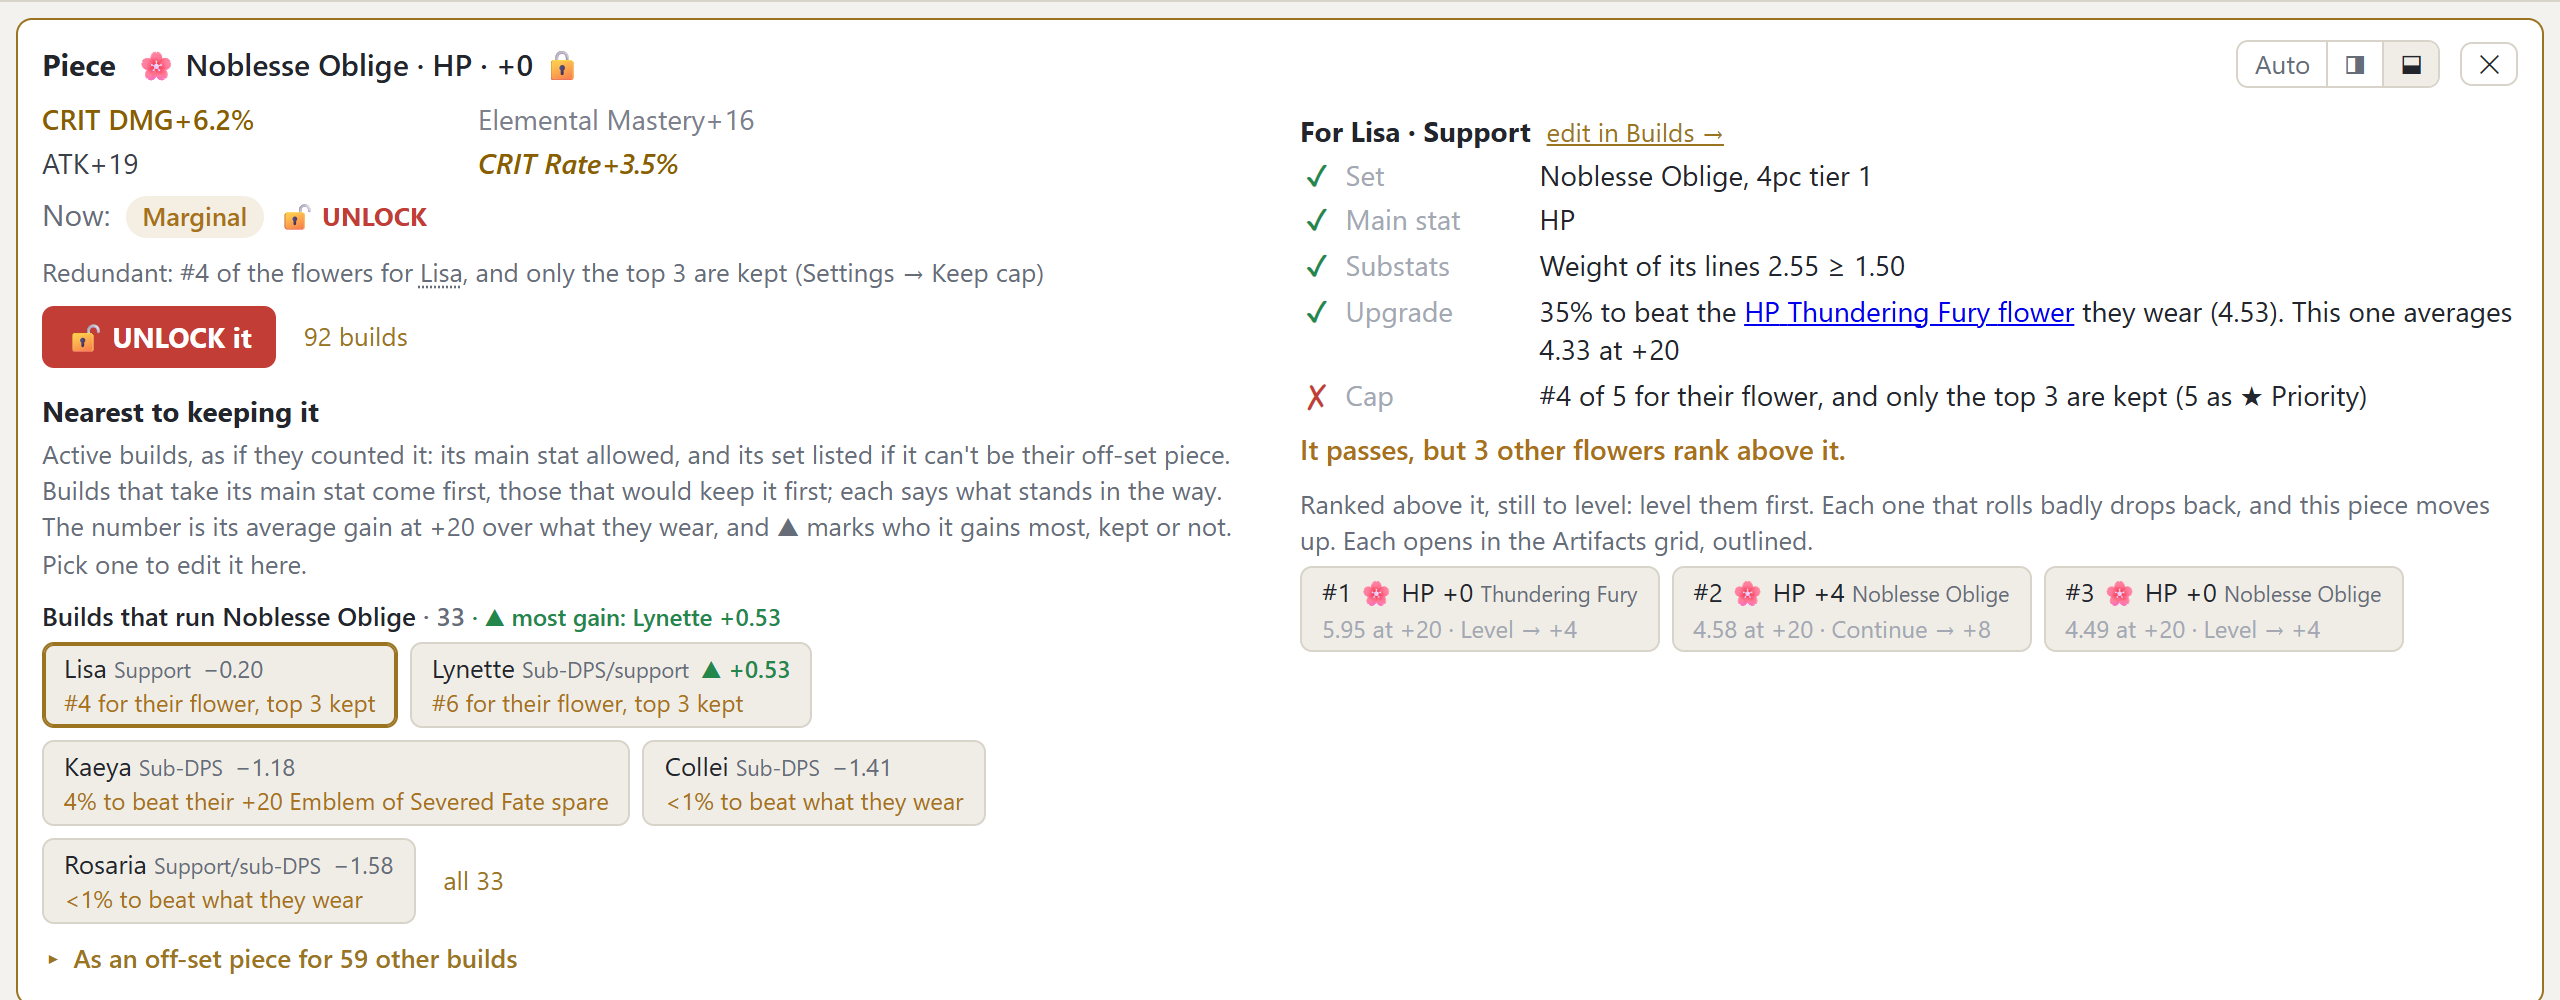 Piece 🌸 Noblesse Oblige · HP · +0 🔒
Auto
CRIT DMG+6.2%
Elemental Mastery+16
ATK+19
CRIT Rate+3.5%
Now: Marginal 🔓 UNLOCK
Redundant: #4 of the flowers for Lisa, and only the top 3 are kept (Settings → Keep cap)
🔓 UNLOCK it
92 builds
Nearest to keeping it
Active builds, as if they counted it: its main stat allowed, and its set listed if it can't be their off-set piece.
Builds that take its main stat come first, those that would keep it first; each says what stands in the way.
The number is its average gain at +20 over what they wear, and ▲ marks who it gains most, kept or not.
Pick one to edit it here.
Builds that run Noblesse Oblige · 33 · ▲ most gain: Lynette +0.53
Lisa Support −0.20
#4 for their flower, top 3 kept
Lynette Sub-DPS/support ▲ +0.53
#6 for their flower, top 3 kept
Kaeya Sub-DPS −1.18
4% to beat their +20 Emblem of Severed Fate spare
Collei Sub-DPS −1.41
<1% to beat what they wear
Rosaria Support/sub-DPS −1.58
<1% to beat what they wear
all 33
▸ As an off-set piece for 59 other builds
For Lisa · Support edit in Builds →
✓ Set Noblesse Oblige, 4pc tier 1
✓ Main stat HP
✓ Substats Weight of its lines 2.55 ≥ 1.50
✓ Upgrade 35% to beat the HP Thundering Fury flower they wear (4.53). This one averages
4.33 at +20
✗ Cap #4 of 5 for their flower, and only the top 3 are kept (5 as ★ Priority)
It passes, but 3 other flowers rank above it.
Ranked above it, still to level: level them first. Each one that rolls badly drops back, and this piece moves
up. Each opens in the Artifacts grid, outlined.
#1 🌸 HP +0 Thundering Fury
5.95 at +20 · Level → +4
#2 🌸 HP +4 Noblesse Oblige
4.58 at +20 · Continue → +8
#3 🌸 HP +0 Noblesse Oblige
4.49 at +20 · Level → +4